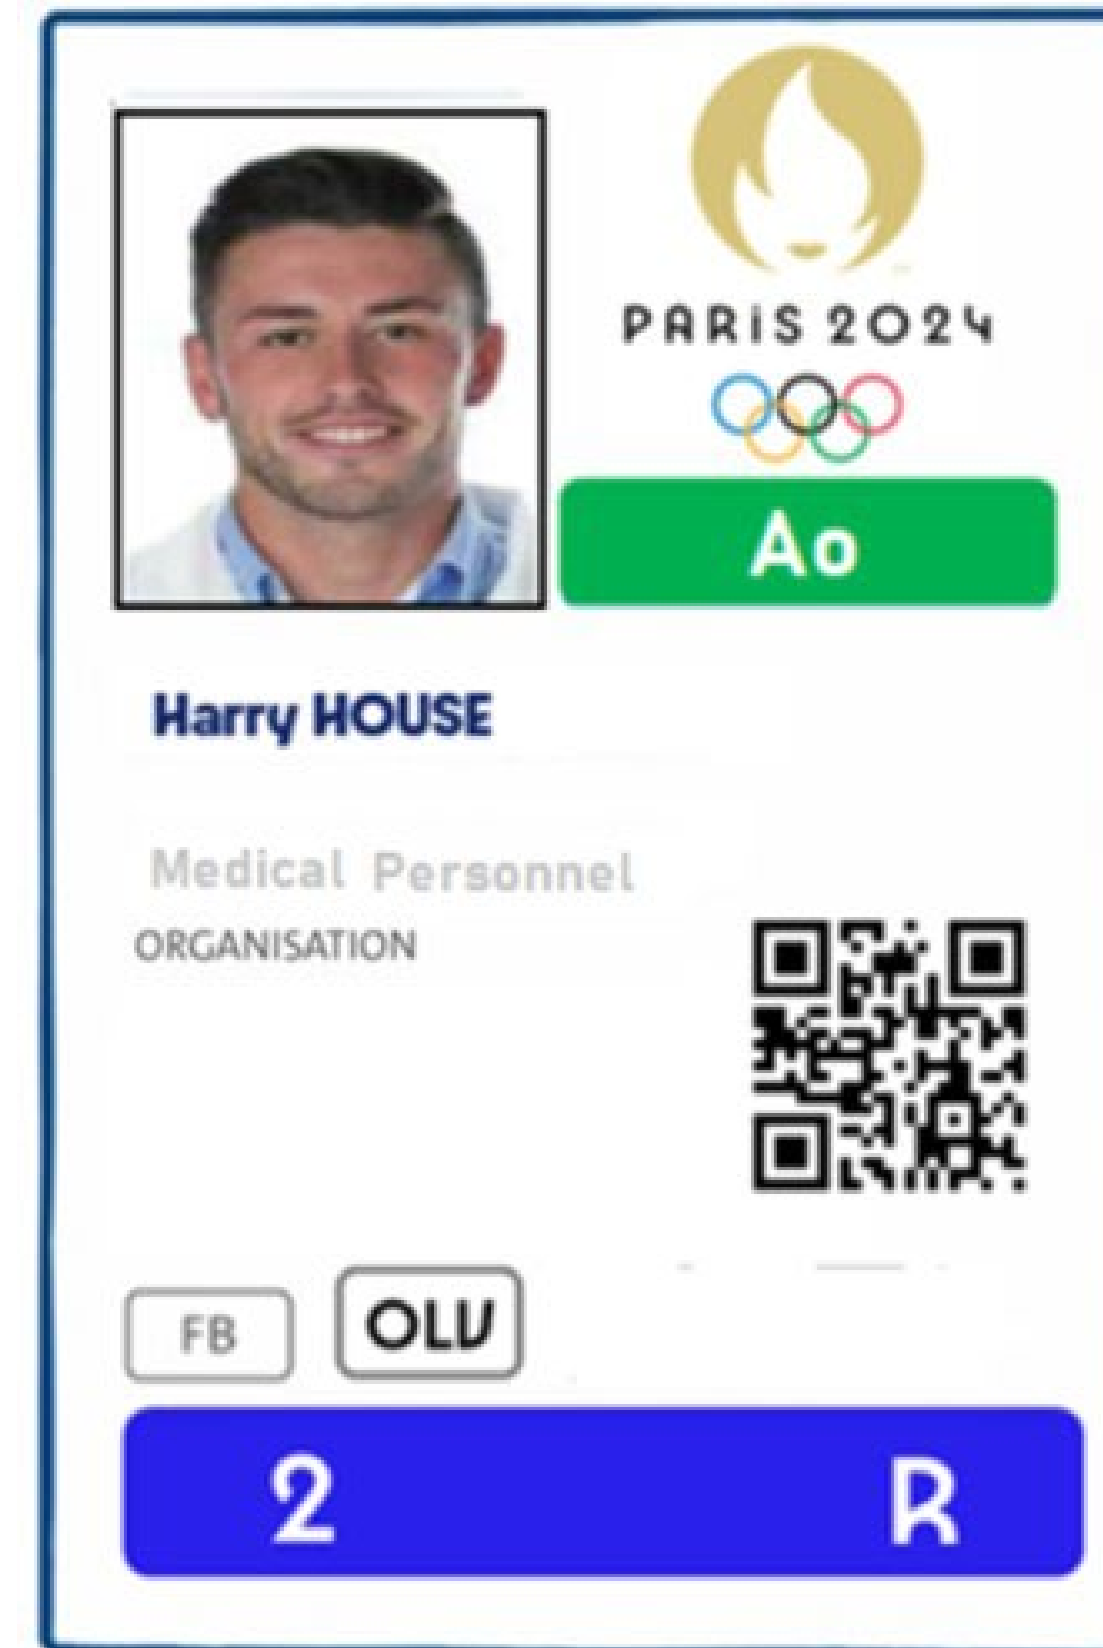 PARiS 2024
Ao
Harry HOUSE
Medical Personnel
ORGANISATION
FB
OLV
2 R